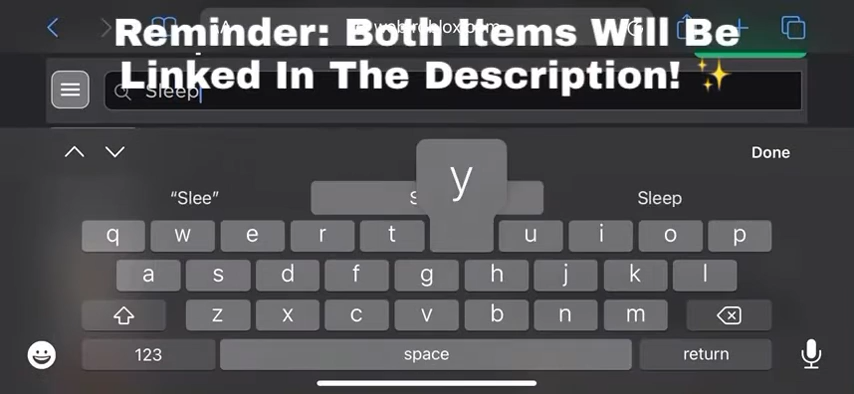 Reminder: Both Items Will Be
Linked In The Description! ✨
Sleep
Done
“Slee” Sleep
y
q w e r t u i o p
a s d f g h j k l
z x c v b n m
123 space return